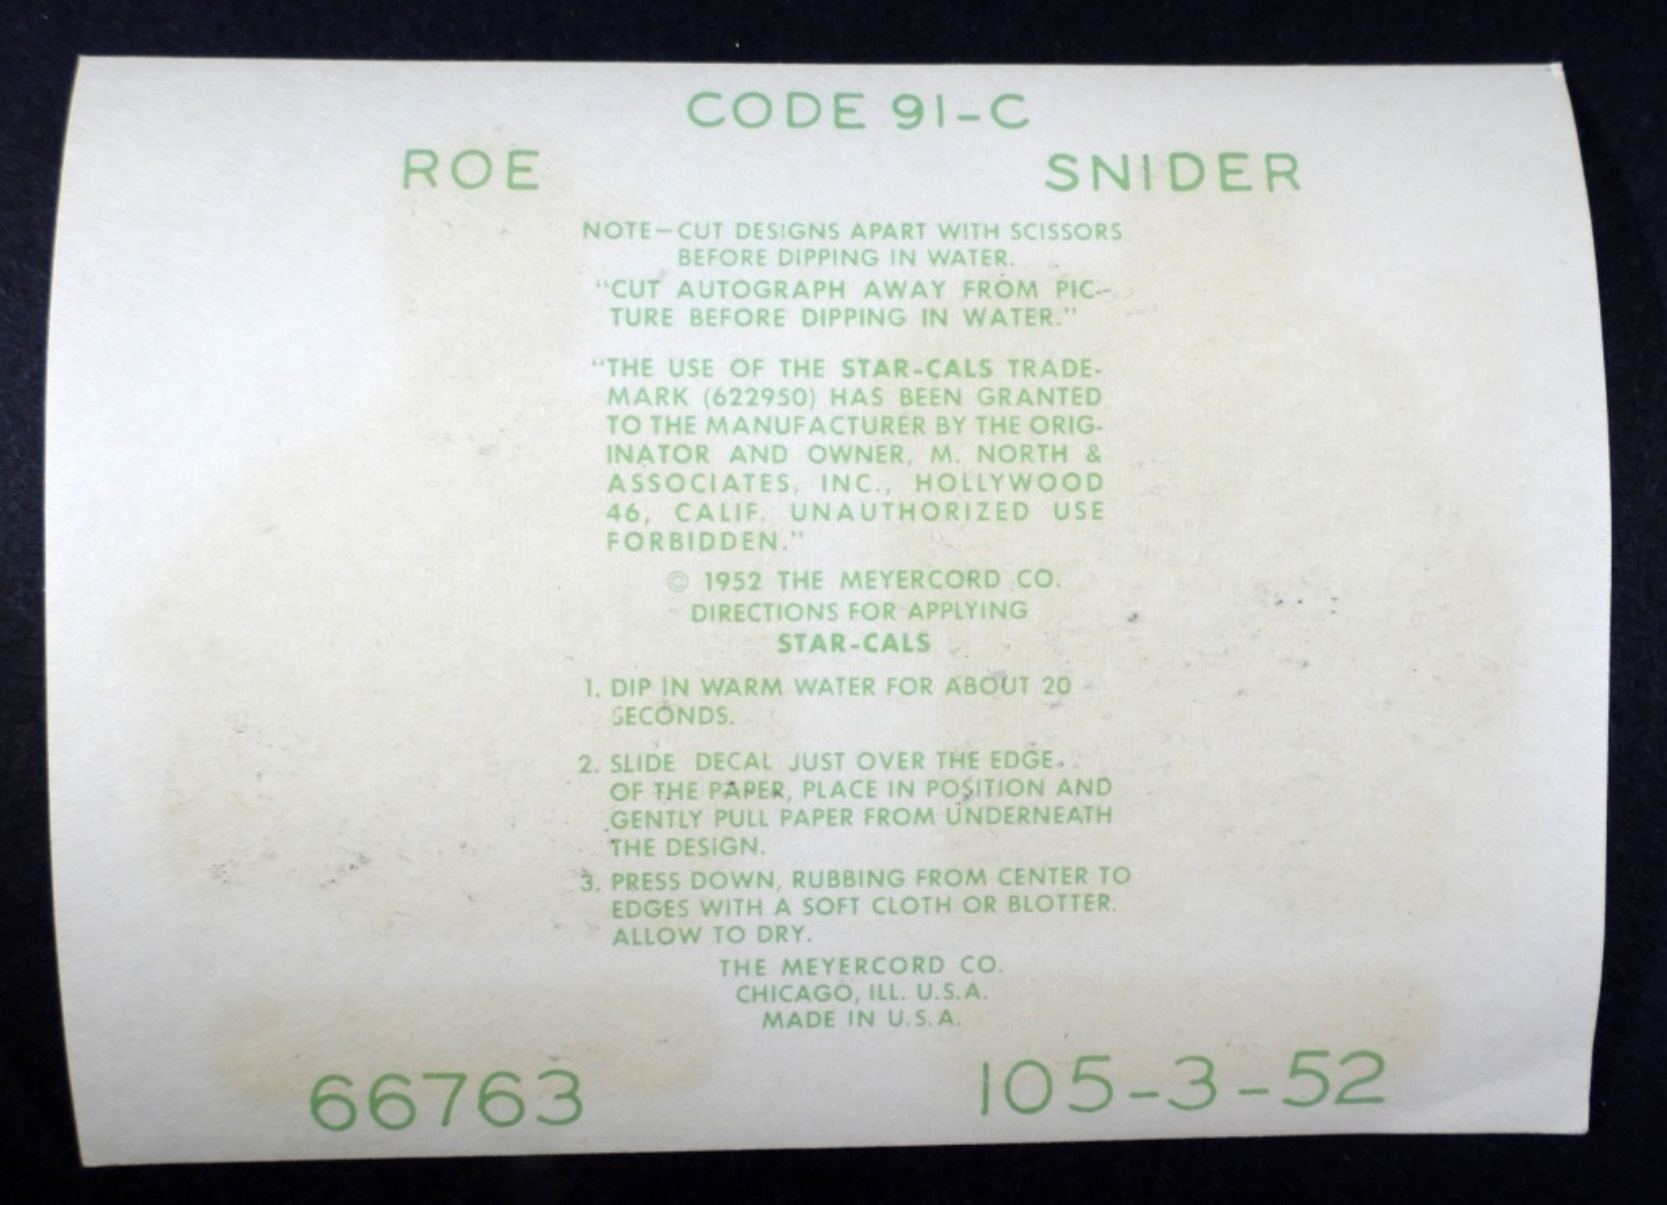 CODE 91-C
ROE SNIDER
NOTE—CUT DESIGNS APART WITH SCISSORS
BEFORE DIPPING IN WATER.
"CUT AUTOGRAPH AWAY FROM PIC-
TURE BEFORE DIPPING IN WATER."
"THE USE OF THE STAR-CALS TRADE-
MARK (622950) HAS BEEN GRANTED
TO THE MANUFACTURER BY THE ORIG-
INATOR AND OWNER, M. NORTH &
ASSOCIATES, INC., HOLLYWOOD
46, CALIF. UNAUTHORIZED USE
FORBIDDEN."
© 1952 THE MEYERCORD CO.
DIRECTIONS FOR APPLYING
STAR-CALS
1. DIP IN WARM WATER FOR ABOUT 20
SECONDS.
2. SLIDE DECAL JUST OVER THE EDGE
OF THE PAPER, PLACE IN POSITION AND
GENTLY PULL PAPER FROM UNDERNEATH
THE DESIGN.
3. PRESS DOWN, RUBBING FROM CENTER TO
EDGES WITH A SOFT CLOTH OR BLOTTER.
ALLOW TO DRY.
THE MEYERCORD CO.
CHICAGO, ILL. U.S.A.
MADE IN U.S.A.
66763 105-3-52